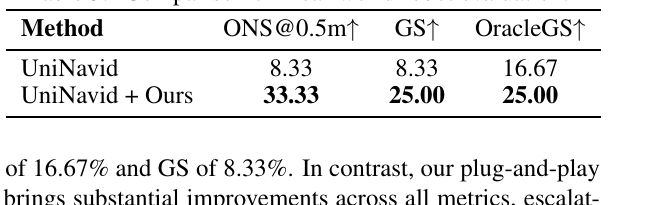 Method ONS@0.5m↑ GS↑ OracleGS↑
UniNavid 8.33 8.33 16.67
UniNavid + Ours 33.33 25.00 25.00
of 16.67% and GS of 8.33%. In contrast, our plug-and-play
brings substantial improvements across all metrics, escalat-